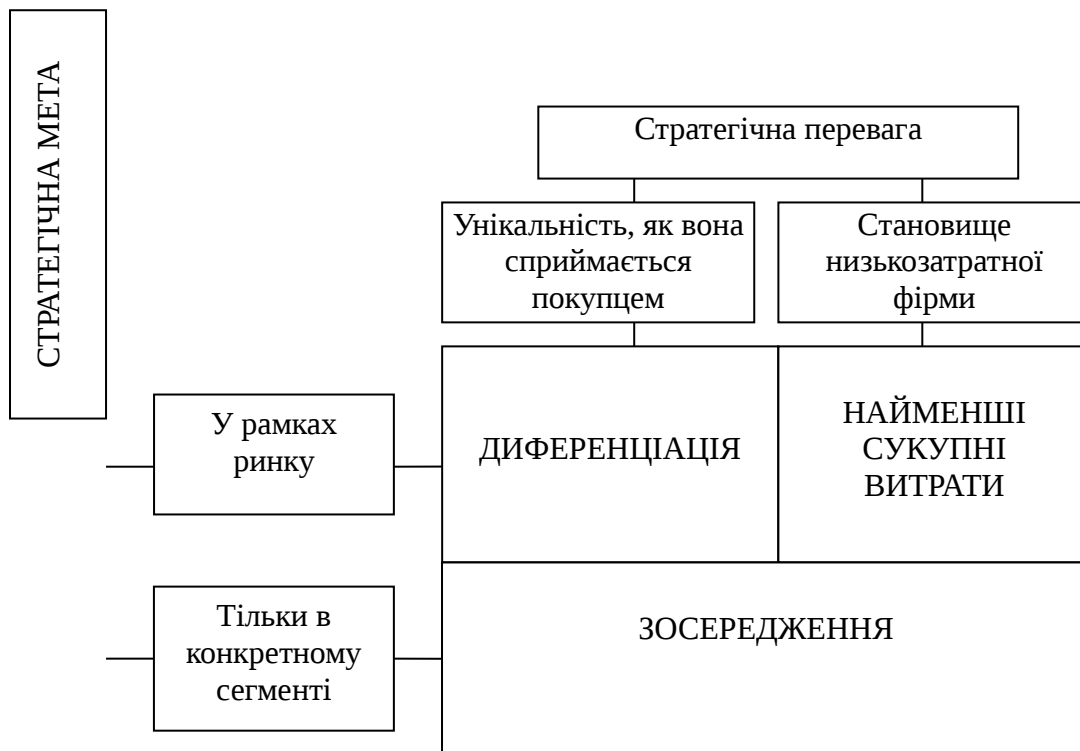 СТРАТЕГІЧНА МЕТА
Стратегічна перевага
Унікальність, як вона
сприймається
покупцем
Становище
низькозатратної
фірми
У рамках
ринку
ДИФЕРЕНЦІАЦІЯ
НАЙМЕНШІ
СУКУПНІ
ВИТРАТИ
Тільки в
конкретному
сегменті
ЗОСЕРЕДЖЕННЯ